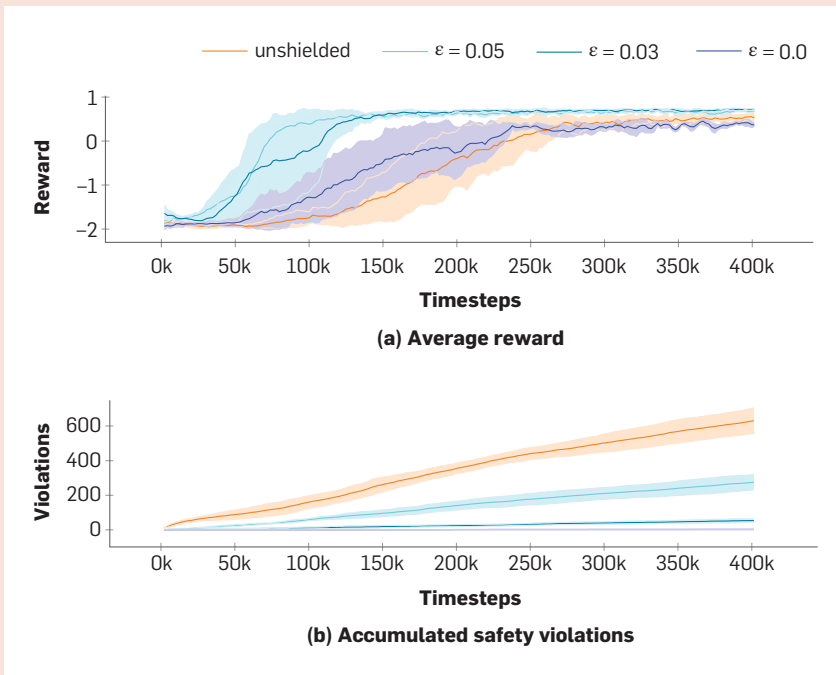 unshielded ε = 0.05 ε = 0.03 ε = 0.0
1
0
−1
−2
Reward
0k 50k 100k 150k 200k 250k 300k 350k 400k
Timesteps
(a) Average reward
600
400
200
0
Violations
0k 50k 100k 150k 200k 250k 300k 350k 400k
Timesteps
(b) Accumulated safety violations